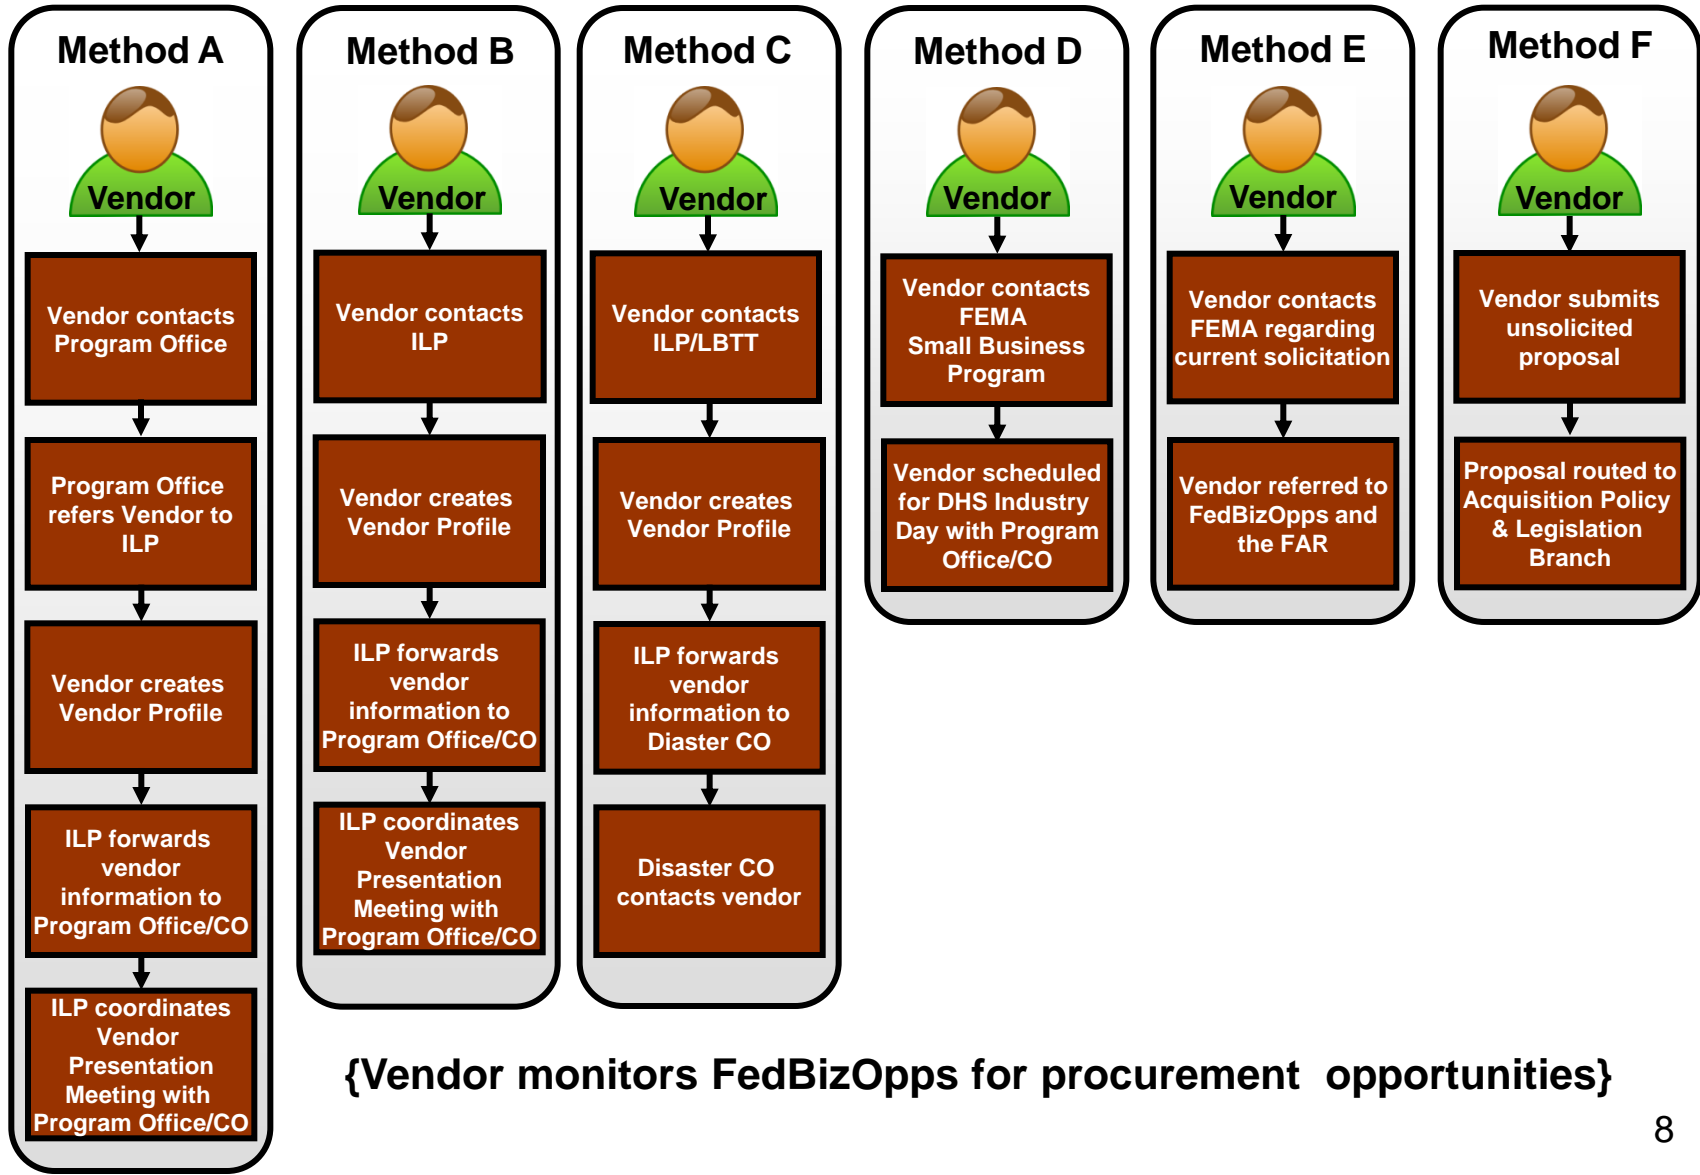 Method A
Vendor
Vendor contacts
Program Office
Program Office
refers Vendor to
ILP
Vendor creates
Vendor Profile
ILP forwards
vendor
information to
Program Office/CO
ILP coordinates
Vendor
Presentation
Meeting with
Program Office/CO
Method B
Vendor
Vendor contacts
ILP
Vendor creates
Vendor Profile
ILP forwards
vendor
information to
Program Office/CO
ILP coordinates
Vendor
Presentation
Meeting with
Program Office/CO
Method C
Vendor
Vendor contacts
ILP/LBTT
Vendor creates
Vendor Profile
ILP forwards
vendor
information to
Diaster CO
Disaster CO
contacts vendor
Method D
Vendor
Vendor contacts
FEMA
Small Business
Program
Vendor scheduled
for DHS Industry
Day with Program
Office/CO
Method E
Vendor
Vendor contacts
FEMA regarding
current solicitation
Vendor referred to
FedBizOpps and
the FAR
Method F
Vendor
Vendor submits
unsolicited
proposal
Proposal routed to
Acquisition Policy
& Legislation
Branch
{Vendor monitors FedBizOpps for procurement  opportunities}
8